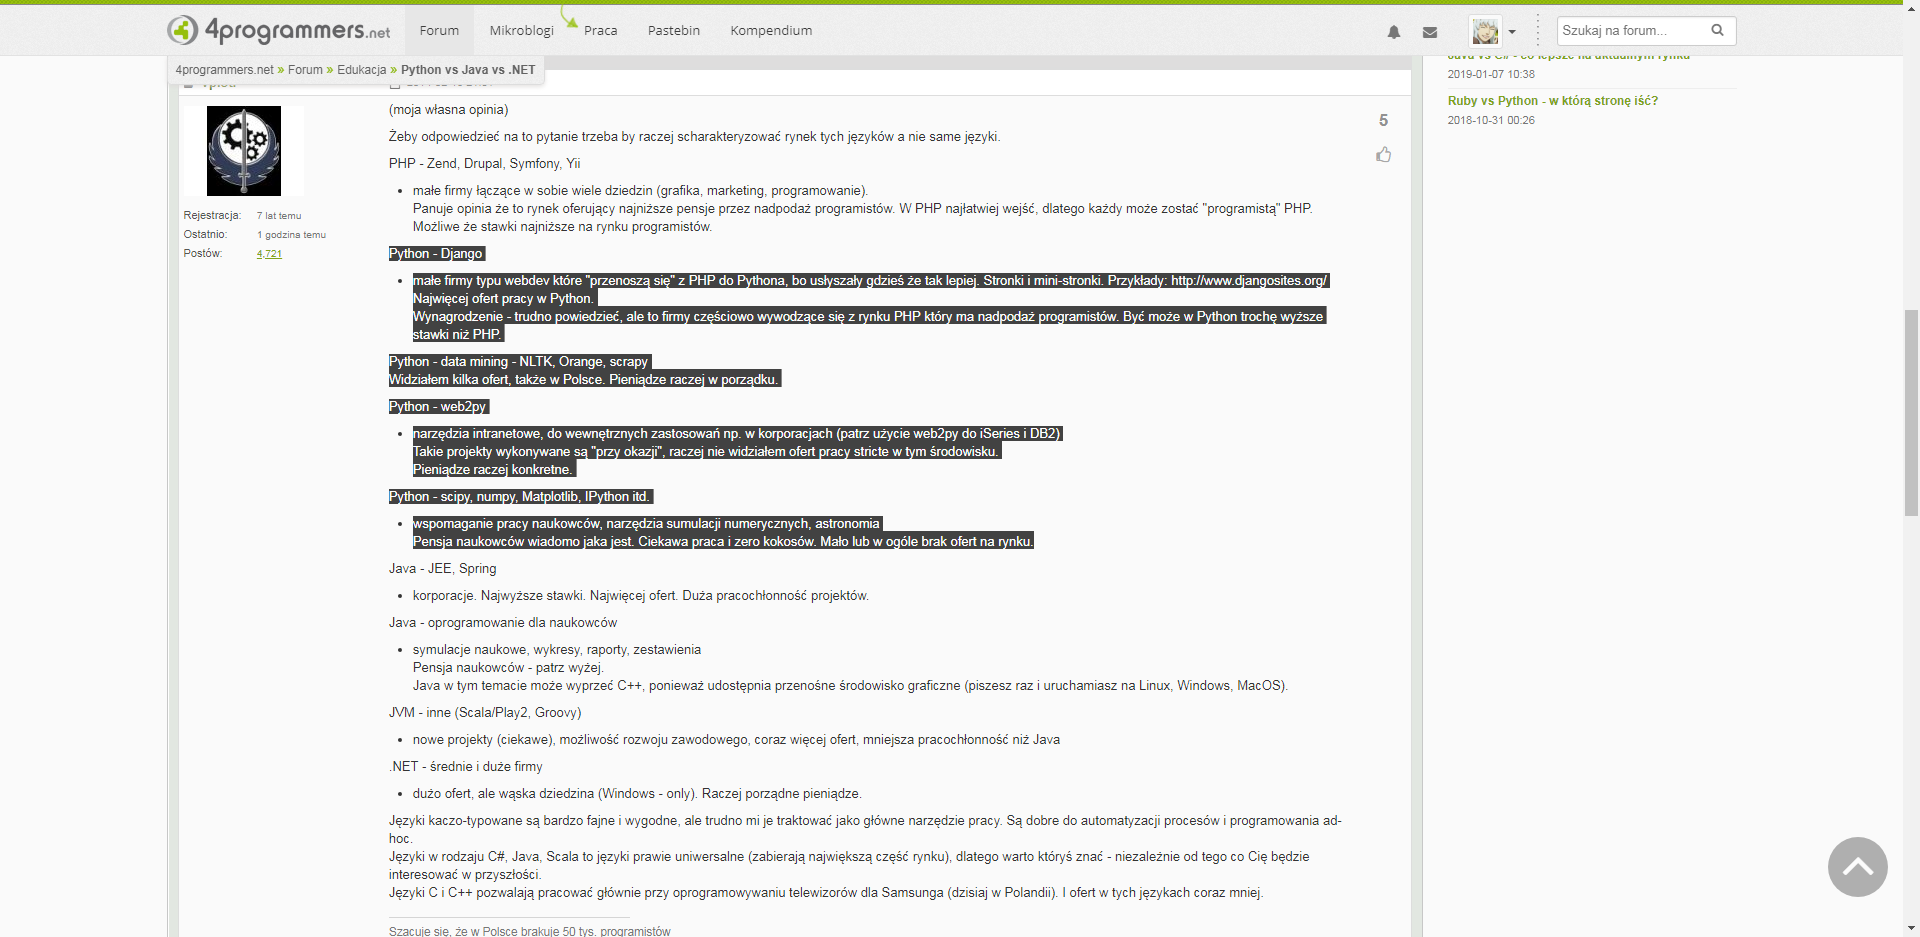 4programmers.net
Forum
Mikroblogi
Praca
Pastebin
Kompendium
Szukaj na forum...
4programmers.net » Forum » Edukacja » Python vs Java vs .NET
Java vs C# - co lepsze na aktualnym rynku
2019-01-07 10:38
Ruby vs Python - w którą stronę iść?
2018-10-31 00:26
Rejestracja: 7 lat temu
Ostatnio: 1 godzina temu
Postów: 4,721
5
(moja własna opinia)
Żeby odpowiedzieć na to pytanie trzeba by raczej scharakteryzować rynek tych języków a nie same języki.
PHP - Zend, Drupal, Symfony, Yii
• małe firmy łączące w sobie wiele dziedzin (grafika, marketing, programowanie).
Panuje opinia że to rynek oferujący najniższe pensje przez nadpodaż programistów. W PHP najłatwiej wejść, dlatego każdy może zostać "programistą" PHP.
Możliwe że stawki najniższe na rynku programistów.
Python - Django
• małe firmy typu webdev które "przenoszą się" z PHP do Pythona, bo usłyszały gdzieś że tak lepiej. Stronki i mini-stronki. Przykłady: http://www.djangosites.org/
Najwięcej ofert pracy w Python.
Wynagrodzenie - trudno powiedzieć, ale to firmy częściowo wywodzące się z rynku PHP który ma nadpodaż programistów. Być może w Python trochę wyższe
stawki niż PHP.
Python - data mining - NLTK, Orange, scrapy
Widziałem kilka ofert, także w Polsce. Pieniądze raczej w porządku.
Python - web2py
• narzędzia intranetowe, do wewnętrznych zastosowań np. w korporacjach (patrz użycie web2py do iSeries i DB2)
Takie projekty wykonywane są "przy okazji", raczej nie widziałem ofert pracy stricte w tym środowisku.
Pieniądze raczej konkretne.
Python - scipy, numpy, Matplotlib, IPython itd.
• wspomaganie pracy naukowców, narzędzia sumulacji numerycznych, astronomia
Pensja naukowców wiadomo jaka jest. Ciekawa praca i zero kokosów. Mało lub w ogóle brak ofert na rynku.
Java - JEE, Spring
• korporacje. Najwyższe stawki. Najwięcej ofert. Duża pracochłonność projektów.
Java - oprogramowanie dla naukowców
• symulacje naukowe, wykresy, raporty, zestawienia
Pensja naukowców - patrz wyżej.
Java w tym temacie może wyprzeć C++, ponieważ udostępnia przenośne środowisko graficzne (piszesz raz i uruchamiasz na Linux, Windows, MacOS).
JVM - inne (Scala/Play2, Groovy)
• nowe projekty (ciekawe), możliwość rozwoju zawodowego, coraz więcej ofert, mniejsza pracochłonność niż Java
.NET - średnie i duże firmy
• dużo ofert, ale wąska dziedzina (Windows - only). Raczej porządne pieniądze.
Języki kaczo-typowane są bardzo fajne i wygodne, ale trudno mi je traktować jako główne narzędzie pracy. Są dobre do automatyzacji procesów i programowania ad-
hoc.
Języki w rodzaju C#, Java, Scala to języki prawie uniwersalne (zabierają największą część rynku), dlatego warto któryś znać - niezależnie od tego co Cię będzie
interesować w przyszłości.
Języki C i C++ pozwalają pracować głównie przy oprogramowywaniu telewizorów dla Samsunga (dzisiaj w Polandii). I ofert w tych językach coraz mniej.
Szacuje się, że w Polsce brakuje 50 tys. programistów